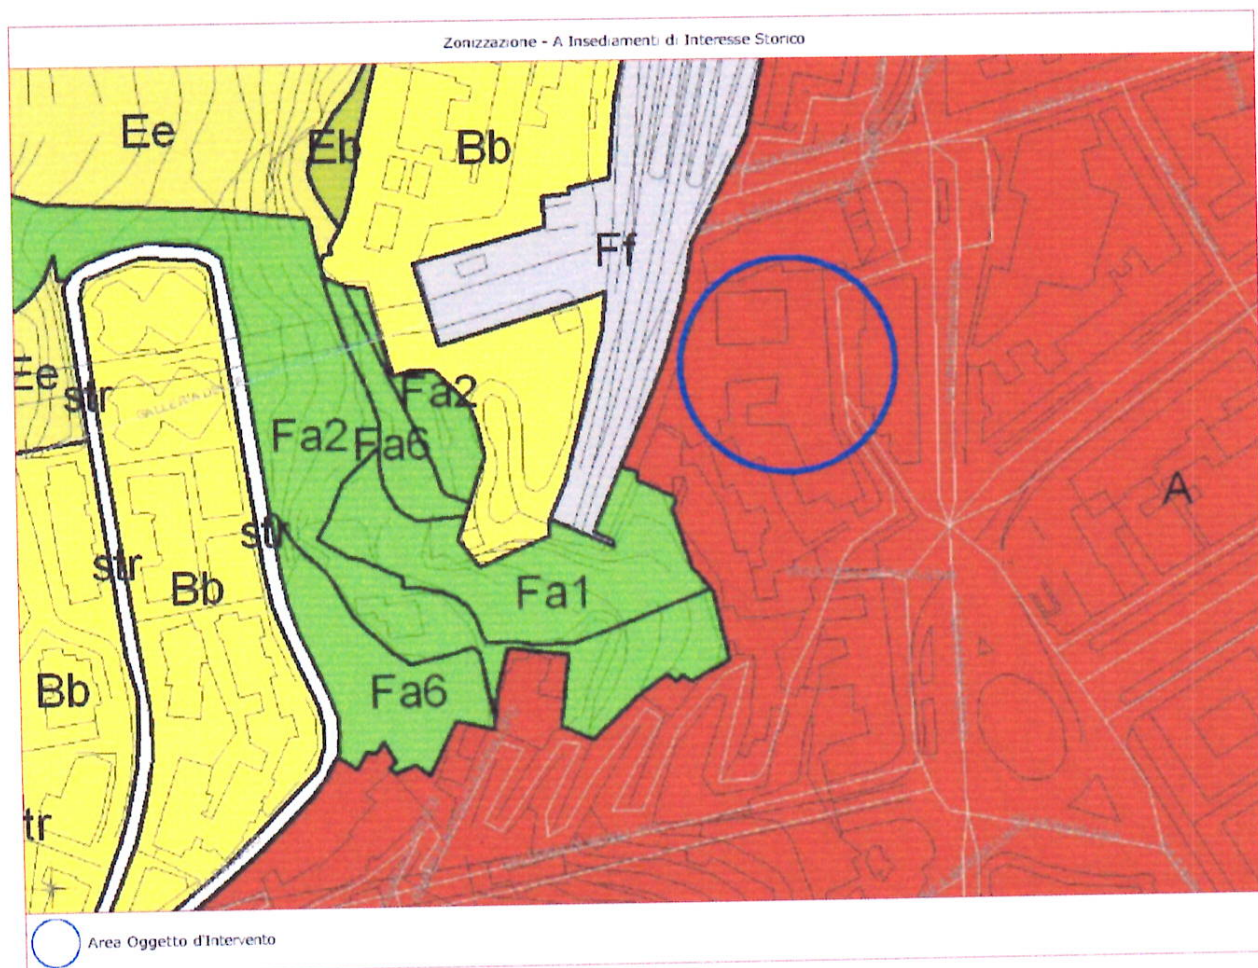 Zonizzazione - A Insediamenti di Interesse Storico
Ee
Eb
Bb
Ff
Ee
str
Fa2
Fa2
Fa6
A
str
str
Bb
Fa1
Bb
Fa6
tr
Area Oggetto d'Intervento